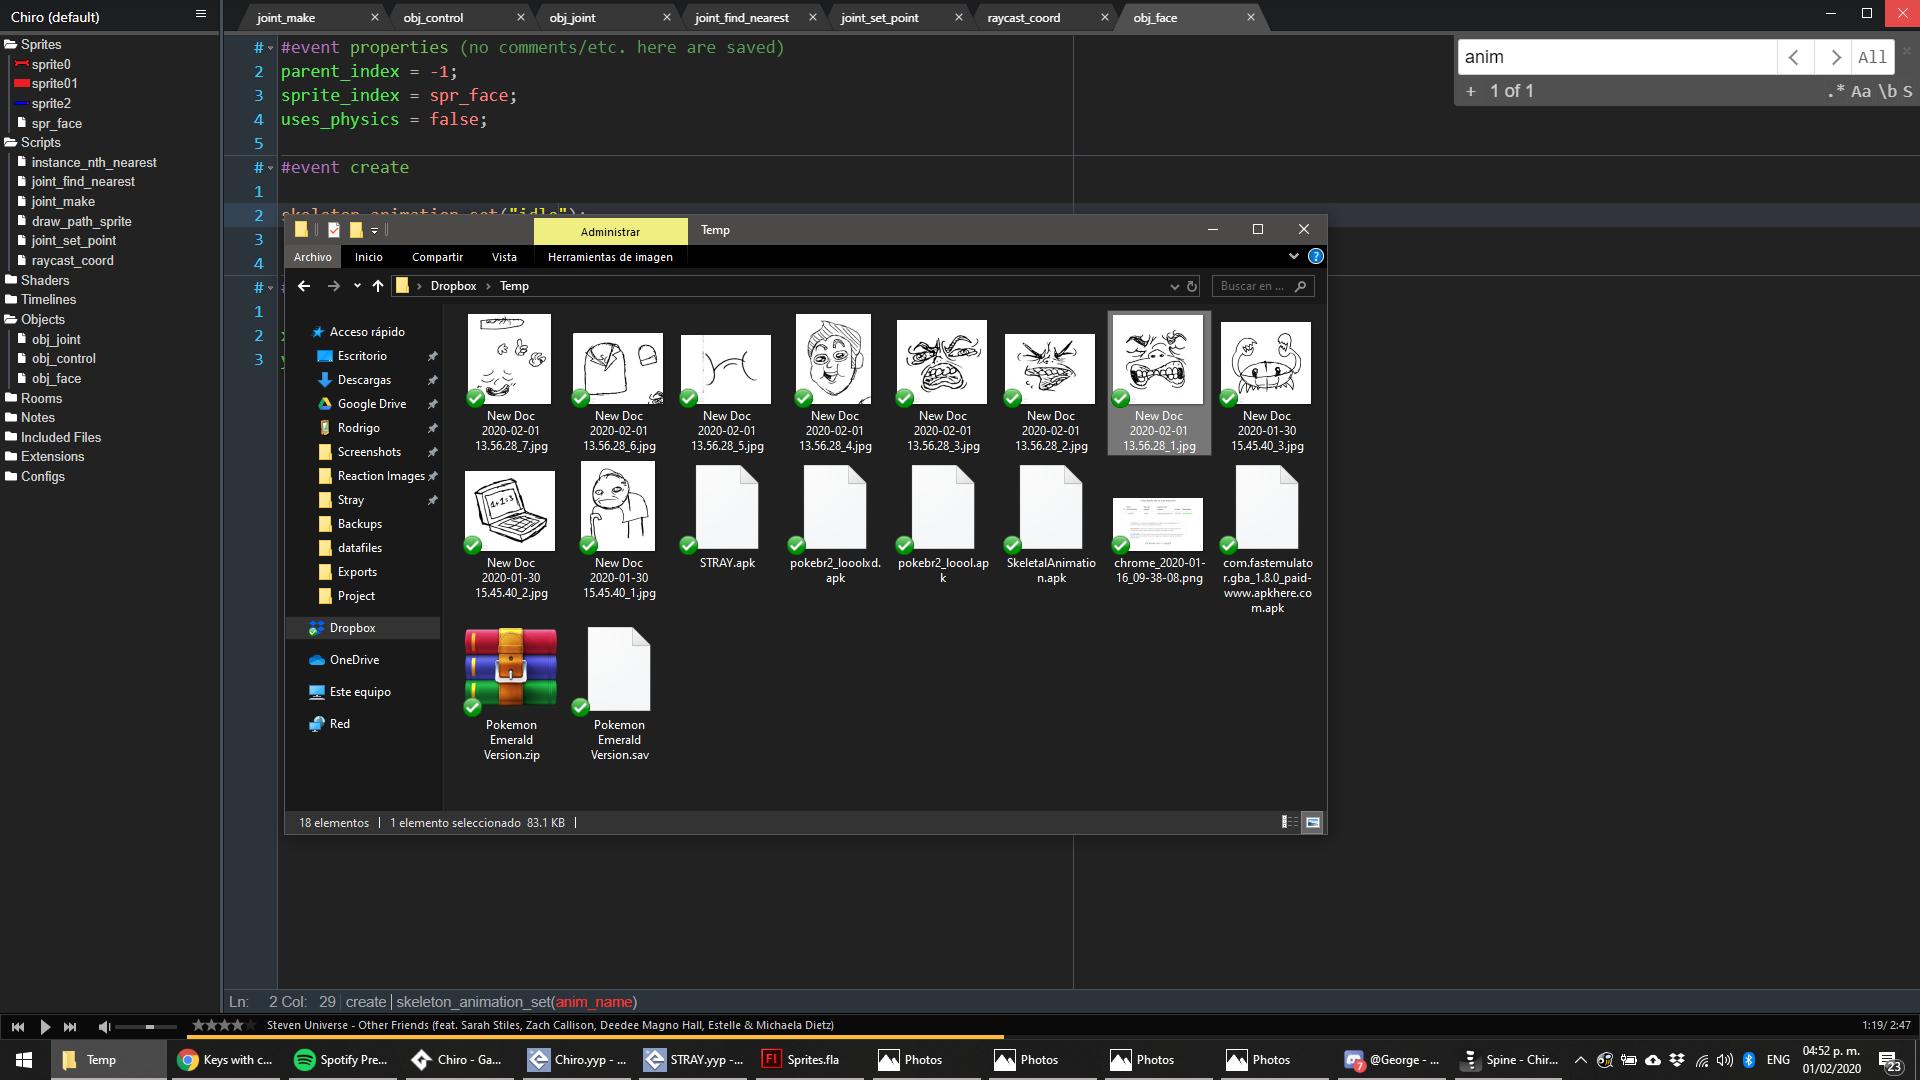 Chiro (default)
joint_make
obj_control
obj_joint
joint_find_nearest
joint_set_point
raycast_coord
obj_face
Sprites
sprite0
sprite01
sprite2
spr_face
Scripts
instance_nth_nearest
joint_find_nearest
joint_make
draw_path_sprite
joint_set_point
raycast_coord
Shaders
Timelines
Objects
obj_joint
obj_control
obj_face
Rooms
Notes
Included Files
Extensions
Configs
# #event properties (no comments/etc. here are saved)
2 parent_index = -1;
3 sprite_index = spr_face;
4 uses_physics = false;
5
# #event create
1
2 skeleton_animation_set("idle");
3
4
#
1
2
3
anim
All
+ 1 of 1
.* Aa \b S
Administrar
Temp
Archivo
Inicio
Compartir
Vista
Herramientas de imagen
Dropbox › Temp
Buscar en ...
Acceso rápido
Escritorio
Descargas
Google Drive
Rodrigo
Screenshots
Reaction Images
Stray
Backups
datafiles
Exports
Project
Dropbox
OneDrive
Este equipo
Red
New Doc
2020-02-01
13.56.28_7.jpg
New Doc
2020-02-01
13.56.28_6.jpg
New Doc
2020-02-01
13.56.28_5.jpg
New Doc
2020-02-01
13.56.28_4.jpg
New Doc
2020-02-01
13.56.28_3.jpg
New Doc
2020-02-01
13.56.28_2.jpg
New Doc
2020-02-01
13.56.28_1.jpg
New Doc
2020-01-30
15.45.40_3.jpg
1+1=3
New Doc
2020-01-30
15.45.40_2.jpg
New Doc
2020-01-30
15.45.40_1.jpg
STRAY.apk
pokebr2_looolxd.
apk
pokebr2_loool.ap
k
SkeletalAnimatio
n.apk
chrome_2020-01-
16_09-38-08.png
com.fastemulato
r.gba_1.8.0_paid-
www.apkhere.co
m.apk
Pokemon
Emerald
Version.zip
Pokemon
Emerald
Version.sav
18 elementos
1 elemento seleccionado 83.1 KB
Ln: 2 Col: 29 create skeleton_animation_set(anim_name)
Steven Universe - Other Friends (feat. Sarah Stiles, Zach Callison, Deedee Magno Hall, Estelle & Michaela Dietz)
1:19/ 2:47
Temp
Keys with c...
Spotify Pre...
Chiro - Ga...
Chiro.yyp - ...
STRAY.yyp -...
Fl
Sprites.fla
Photos
Photos
Photos
Photos
7
@George - ...
Spine - Chir...
ENG
04:52 p. m.
01/02/2020
23